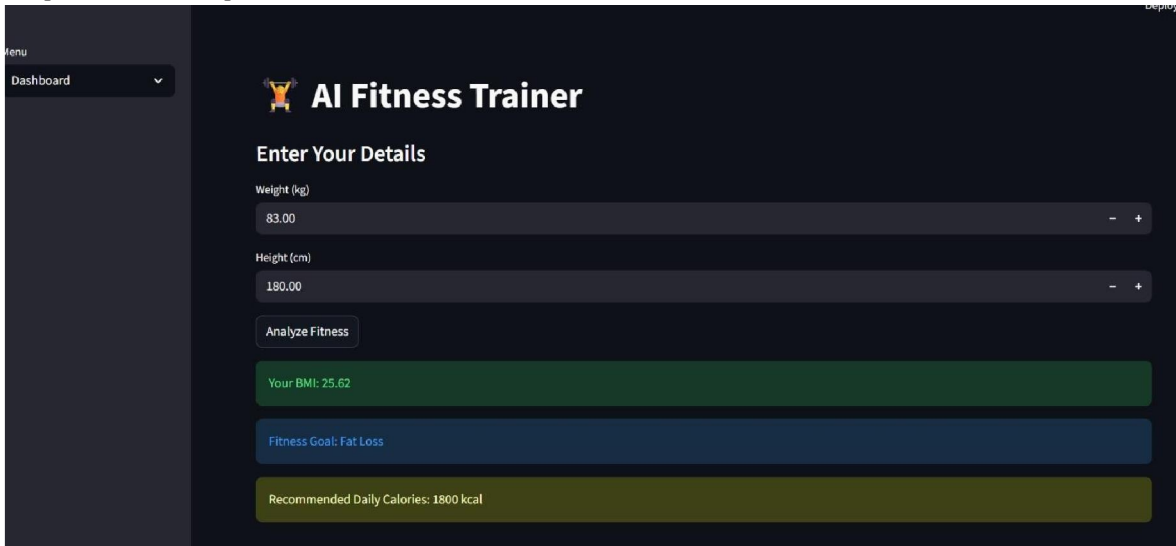 Deploy
Menu
Dashboard
AI Fitness Trainer
Enter Your Details
Weight (kg)
83.00
Height (cm)
180.00
Analyze Fitness
Your BMI: 25.62
Fitness Goal: Fat Loss
Recommended Daily Calories: 1800 kcal